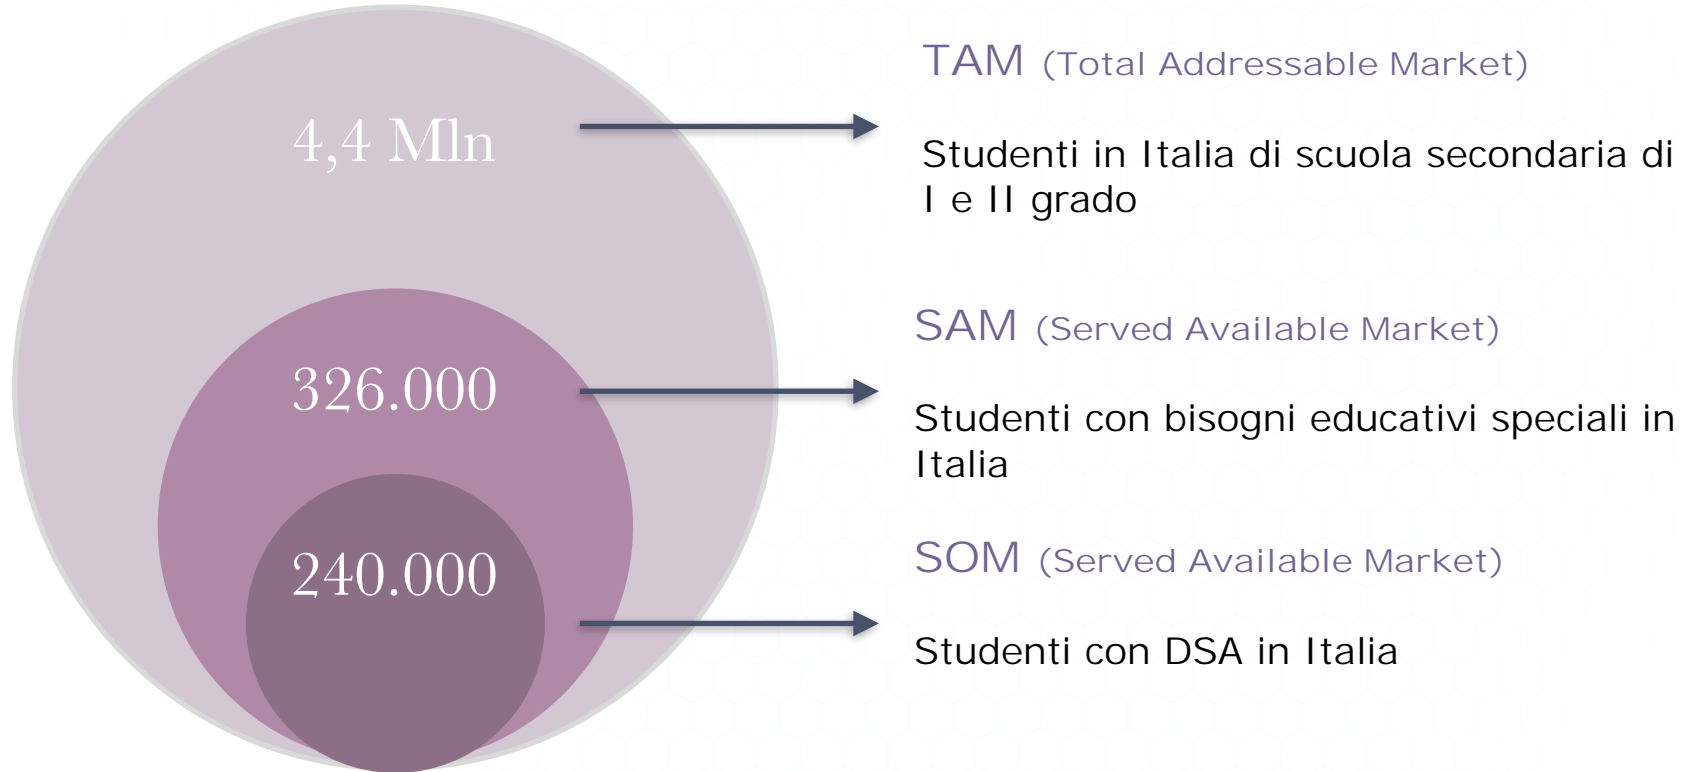 4,4 Mln
TAM (Total Addressable Market)
Studenti in Italia di scuola secondaria di
I e II grado
326.000
SAM (Served Available Market)
Studenti con bisogni educativi speciali in
Italia
240.000
SOM (Served Available Market)
Studenti con DSA in Italia